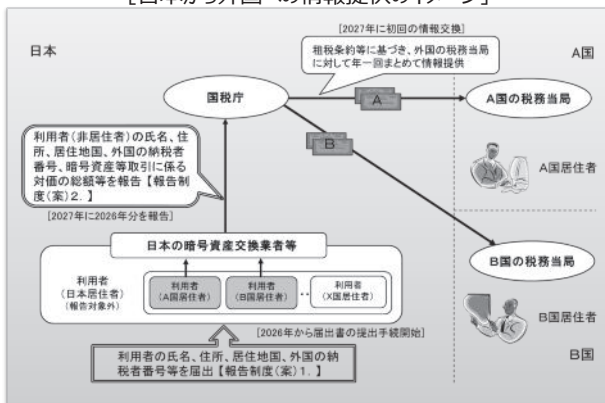 [日本から外国への情報提供のイメージ]
日本
[2027年に初回の情報交換]
租税条約等に基づき、外国の税務当局
に対して年一回まとめて情報提供
A国
国税庁
A
A国の税務当局
B
利用者(非居住者)の氏名、住
所、居住地国、外国の納税者
番号、暗号資産等取引に係る
対価の総額等を報告【報告制
度(案)2.】
A国居住者
[2027年に2026年分を報告]
日本の暗号資産交換業者等
B国の税務当局
利用者
(日本居住者)
(報告対象外)
利用者
(A国居住者)
利用者
(B国居住者)
・・
利用者
(X国居住者)
B国居住者
[2026年から届出書の提出手続開始]
B国
利用者の氏名、住所、居住地国、外国の納
税者番号等を届出【報告制度(案)1.】